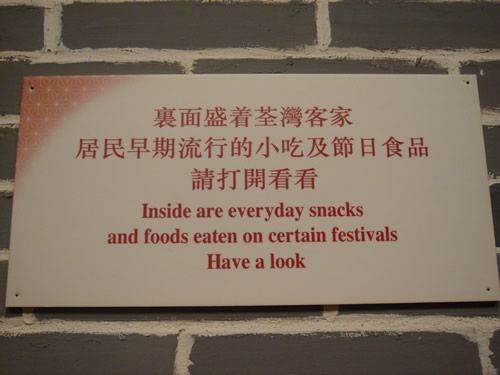 裏面盛着荃灣客家
居民早期流行的小吃及節日食品
請打開看看
Inside are everyday snacks
and foods eaten on certain festivals
Have a look